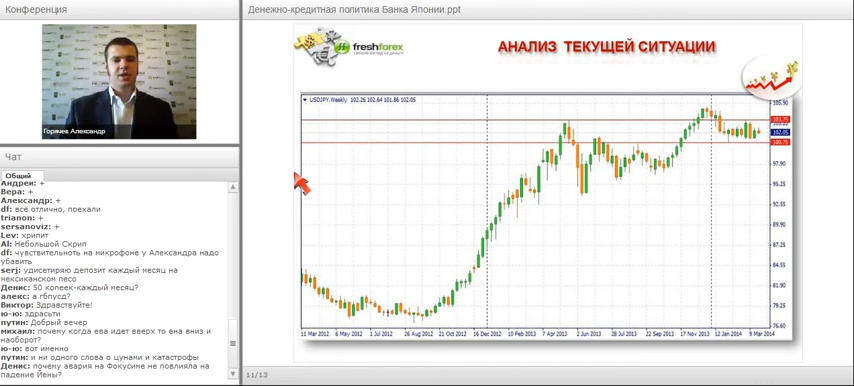 Конференция
Горячев Александр
Чат
Общий
Андрей: +
Вера: +
Александр: +
df: всё отлично, поехали
trianon: +
sersanoviz: +
Lev: хрипит
Al: Небольшой Скрип
df: чувствительноть на микрофоне у Александра надо
убавить
serj: удисетиряю депозит каждый месяц на
нексиканском песо
Денис: 50 копеек-каждый месяц?
алекс: а гбпусд?
Виктор: Здравствуйте!
ю-ю: здрасьти
путин: Добрый вечер
михаил: почему когда ева идет вверх то ена вниз и
наоборот?
ю-ю: вот именно
путин: и ни одного слова о цунами и катастрофы
Денис: почему авария на Фокусиме не повлияла на
падение Йены?
Денежно-кредитная политика Банка Японии.ppt
freshforex
АНАЛИЗ ТЕКУЩЕЙ СИТУАЦИИ
USDJPY.Weekly 102.26 102.64 101.86 102.05
105.90
103.75
102.05
100.75
97.90
95.25
92.55
89.90
87.25
84.55
81.90
79.25
76.60
11 Mar 2012
6 May 2012
1 Jul 2012
26 Aug 2012
21 Oct 2012
16 Dec 2012
10 Feb 2013
7 Apr 2013
2 Jun 2013
28 Jul 2013
22 Sep 2013
17 Nov 2013
12 Jan 2014
9 Mar 2014
11/13